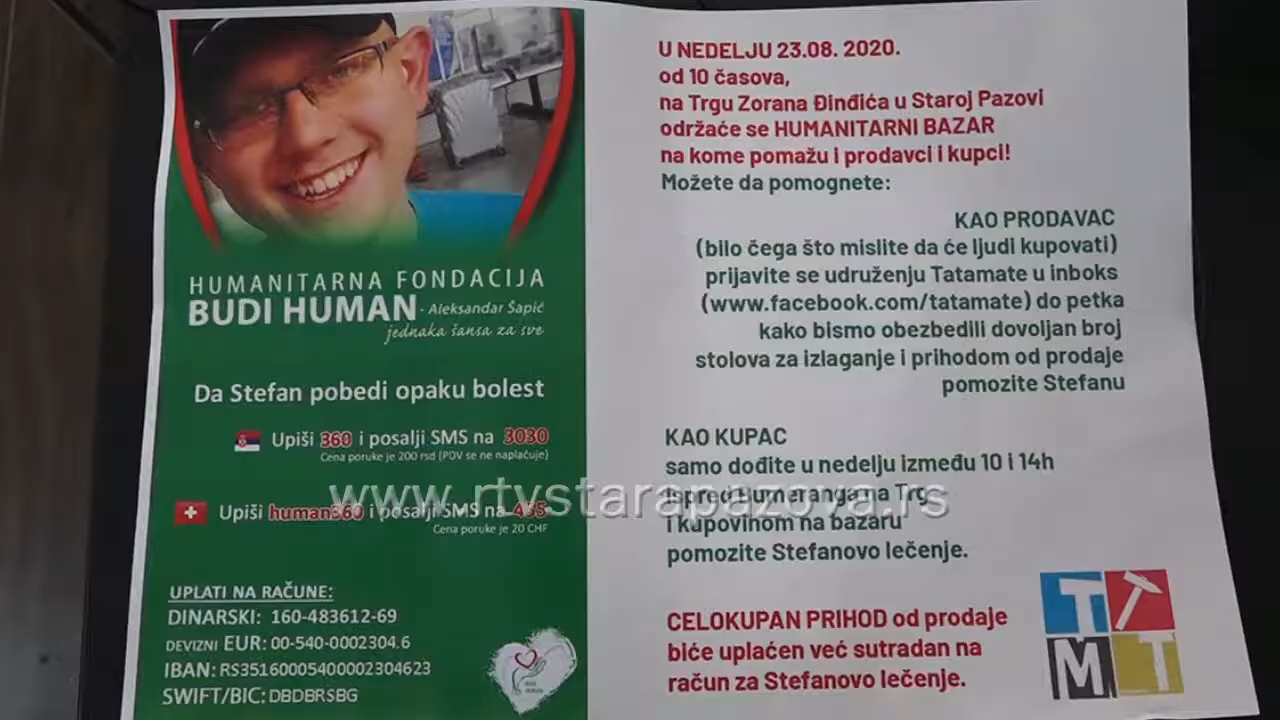 HUMANITARNA FONDACIJA
BUDI HUMAN - Aleksandar Šapić
jednaka šansa za sve
Da Stefan pobedi opaku bolest
Upiši 360 i posalji SMS na 3030
Cena poruke je 200 rsd (PDV se ne naplaćuje)
Upiši human360 i posalji SMS na 455
Cena poruke je 20 CHF
UPLATI NA RAČUNE:
DINARSKI: 160-483612-69
DEVIZNI EUR: 00-540-0002304.6
IBAN: RS35160005400002304623
SWIFT/BIC: DBDBRSBG
U NEDELJU 23.08. 2020.
od 10 časova,
na Trgu Zorana Đinđića u Staroj Pazovi
održaće se HUMANITARNI BAZAR
na kome pomažu i prodavci i kupci!
Možete da pomognete:
KAO PRODAVAC
(bilo čega što mislite da će ljudi kupovati)
prijavite se udruženju Tatamate u inboks
(www.facebook.com/tatamate) do petka
kako bismo obezbedili dovoljan broj
stolova za izlaganje i prihodom od prodaje
pomozite Stefanu
KAO KUPAC
samo dođite u nedelju između 10 i 14h
ispred Bumeranga na Trgu
i kupovinom na bazaru
pomozite Stefanovo lečenje.
CELOKUPAN PRIHOD od prodaje
biće uplaćen već sutradan na
račun za Stefanovo lečenje.
T T
M T
www.rtvstarapazova.rs